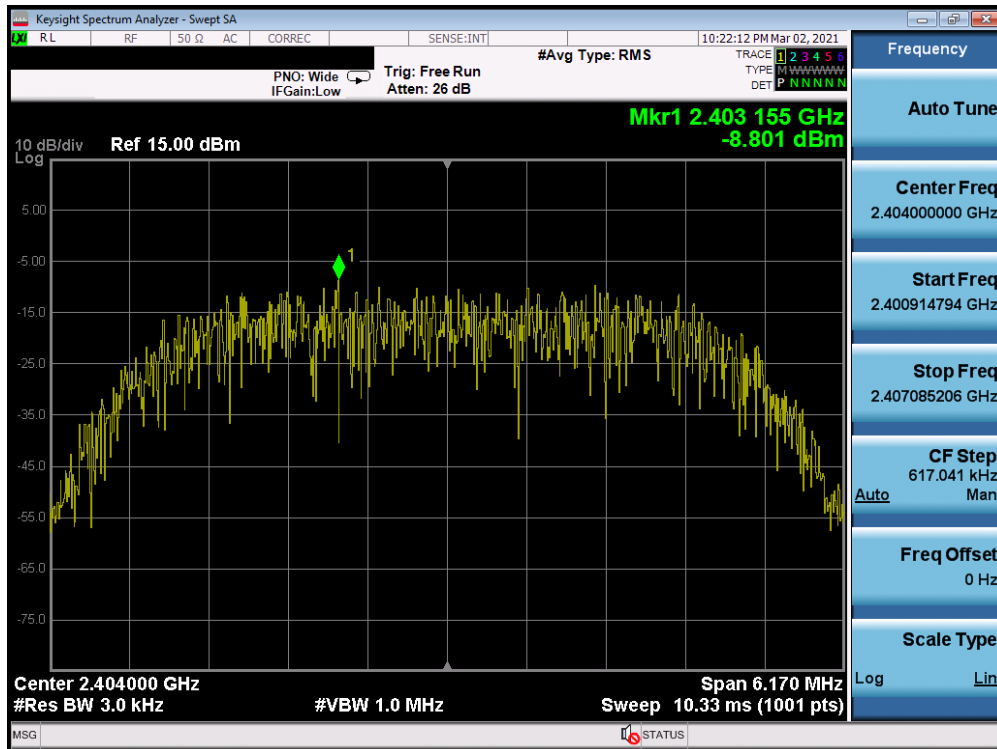 Keysight Spectrum Analyzer - Swept SA
LXI RL RF 50 Ω AC CORREC SENSE:INT 10:22:12 PM Mar 02, 2021
Frequency
#Avg Type: RMS TRACE 1 2 3 4 5 6
PNO: Wide Trig: Free Run TYPE M W W W W W
IFGain:Low Atten: 26 dB DET P N N N N N
Auto Tune
Mkr1 2.403 155 GHz
-8.801 dBm
10 dB/div Ref 15.00 dBm
Log
1
5.00
-5.00
-15.0
-25.0
-35.0
-45.0
-55.0
-65.0
-75.0
Center Freq
2.404000000 GHz
Start Freq
2.400914794 GHz
Stop Freq
2.407085206 GHz
CF Step
617.041 kHz
Auto Man
Freq Offset
0 Hz
Scale Type
Log Lin
Center 2.404000 GHz Span 6.170 MHz
#Res BW 3.0 kHz #VBW 1.0 MHz Sweep 10.33 ms (1001 pts)
MSG STATUS